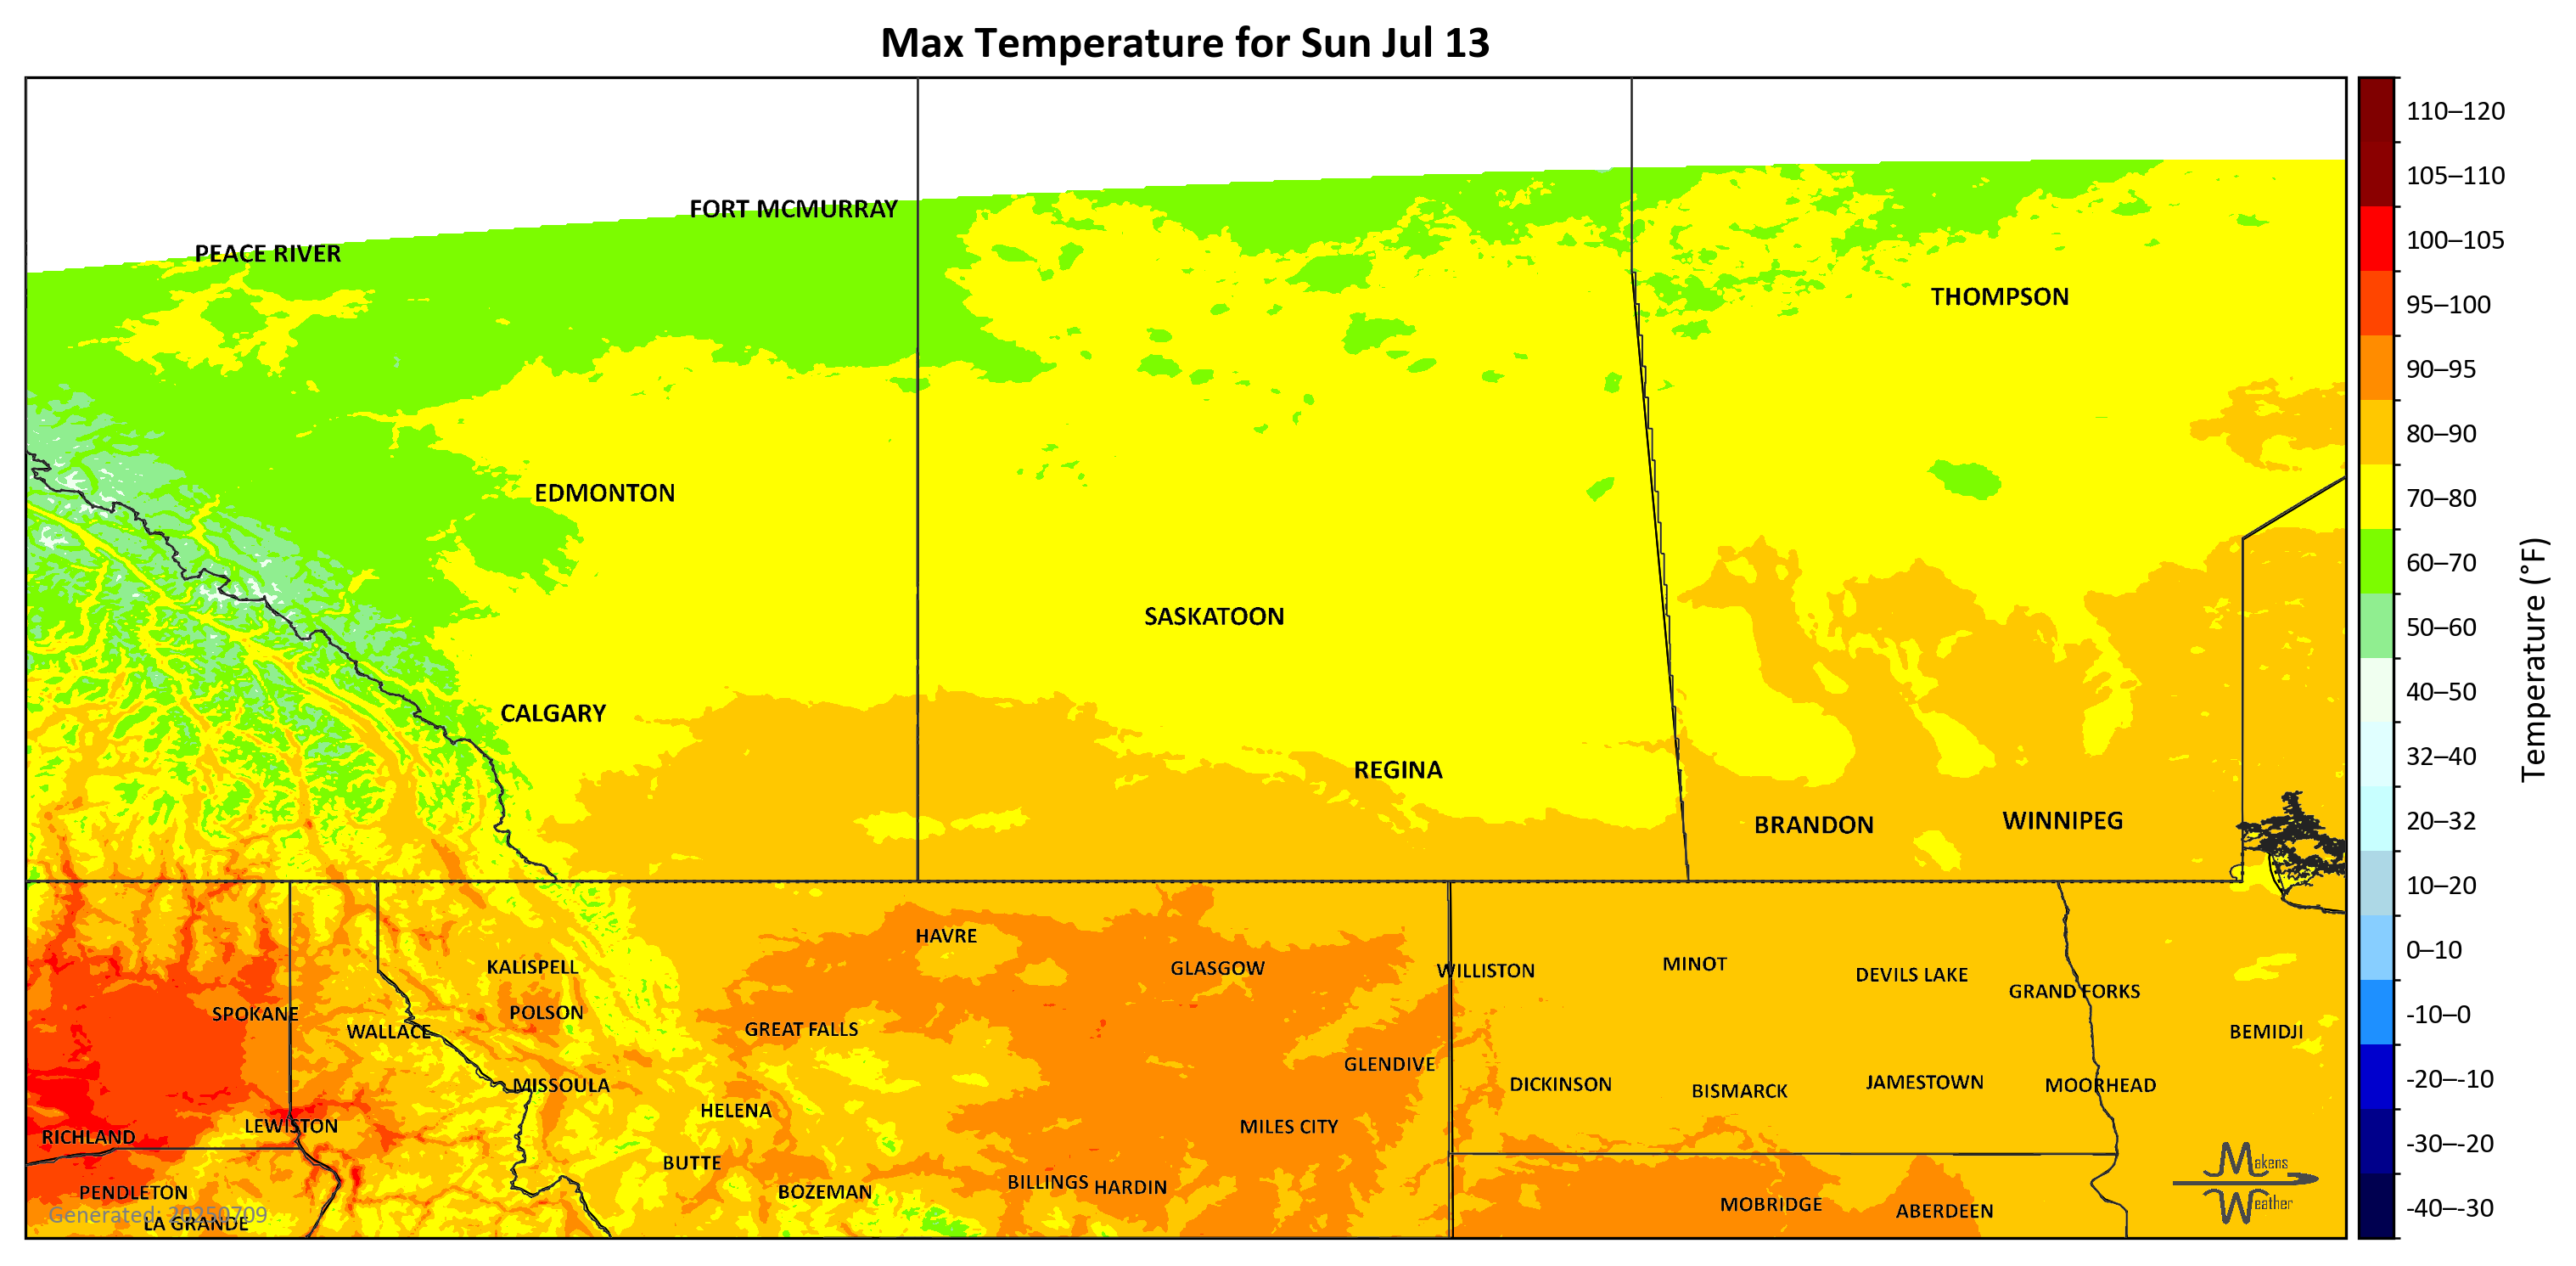 Max Temperature for Sun Jul 13
FORT MCMURRAY
PEACE RIVER
THOMPSON
EDMONTON
SASKATOON
CALGARY
REGINA
BRANDON
WINNIPEG
HAVRE
KALISPELL
GLASGOW
WILLISTON
MINOT
DEVILS LAKE
GRAND FORKS
SPOKANE
POLSON
WALLACE
GREAT FALLS
BEMIDJI
GLENDIVE
MISSOULA
DICKINSON
BISMARCK
JAMESTOWN
MOORHEAD
HELENA
LEWISTON
MILES CITY
RICHLAND
BUTTE
PENDLETON
BOZEMAN
BILLINGS
HARDIN
MOBRIDGE
ABERDEEN
Generated: 20250709
LA GRANDE
Makens
Weather
110–120
105–110
100–105
95–100
90–95
80–90
70–80
60–70
50–60
40–50
32–40
20–32
10–20
0–10
-10–0
-20–-10
-30–-20
-40–-30
Temperature (°F)